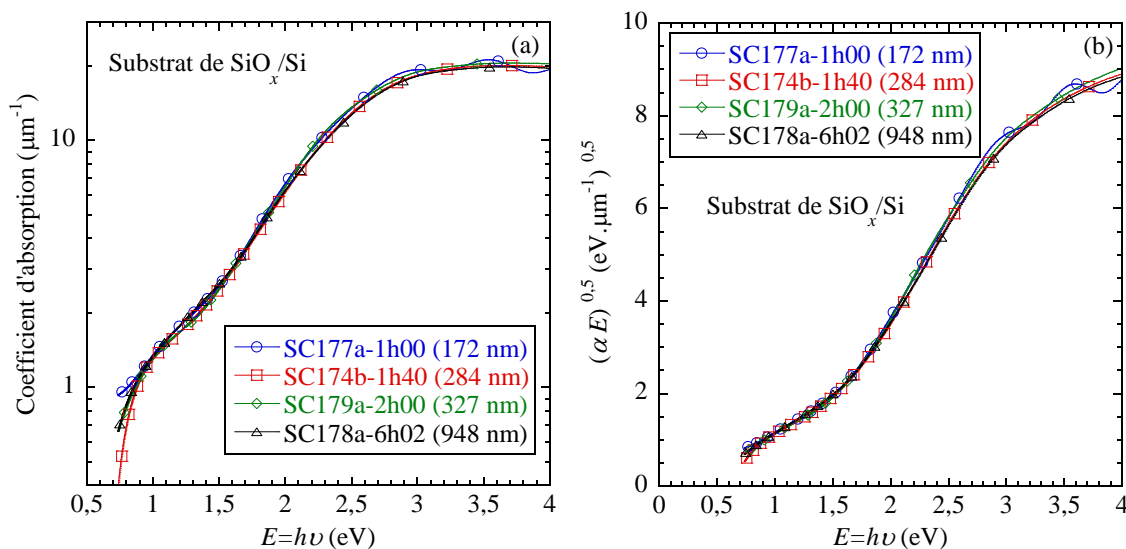 (a)
Substrat de SiOₓ/Si
Coefficient d'absorption (µm⁻¹)
10
1
SC177a-1h00 (172 nm)
SC174b-1h40 (284 nm)
SC179a-2h00 (327 nm)
SC178a-6h02 (948 nm)
0,5 1 1,5 2 2,5 3 3,5 4
E=hυ (eV)
(b)
SC177a-1h00 (172 nm)
SC174b-1h40 (284 nm)
SC179a-2h00 (327 nm)
SC178a-6h02 (948 nm)
Substrat de SiOₓ/Si
(αE) ⁰,⁵ (eV.µm⁻¹) ⁰,⁵
10
8
6
4
2
0
0 0,5 1 1,5 2 2,5 3 3,5 4
E=hυ (eV)